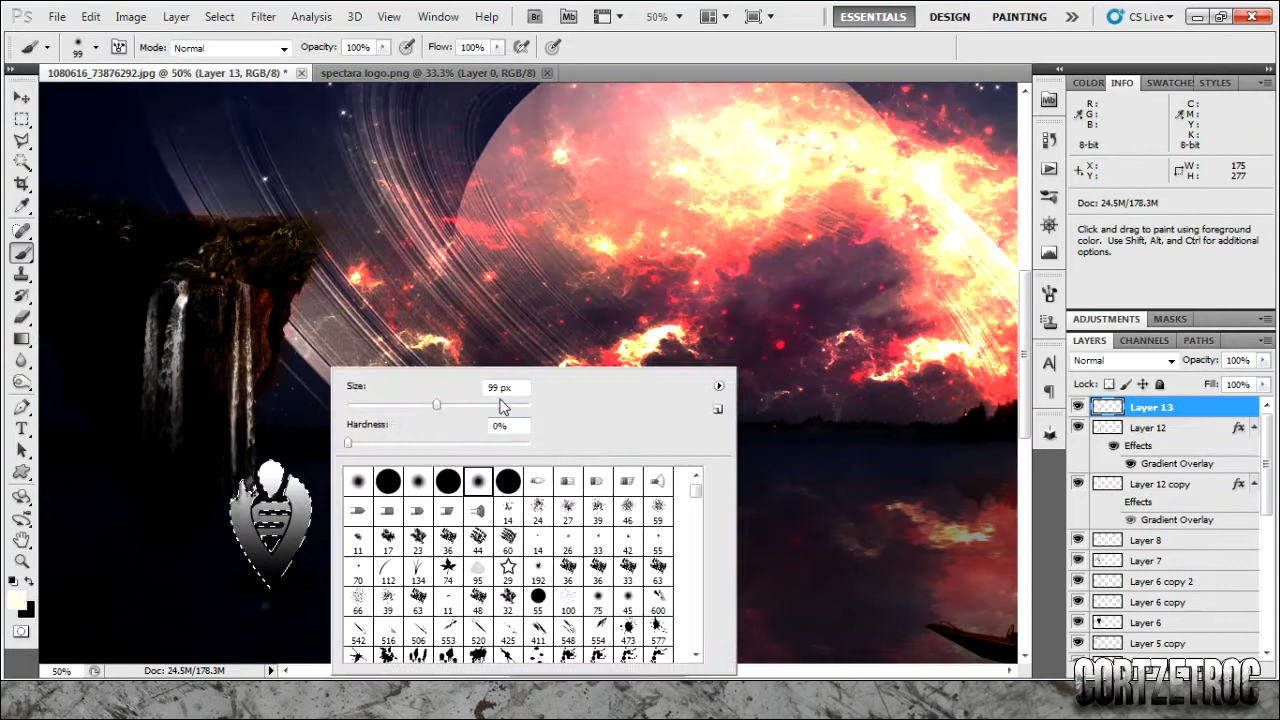 Ps File Edit Image Layer Select Filter Analysis 3D View Window Help Br Mb 50% ESSENTIALS DESIGN PAINTING CS Live
99 Mode: Normal Opacity: 100% Flow: 100%
1080616_73876292.jpg @ 50% (Layer 13, RGB/8) * spectara logo.png @ 33.3% (Layer 0, RGB/8)
COLOR INFO SWATCHE STYLES
Mb
R: C:
G: M:
B: Y:
K:
8-bit 8-bit
X: W: 175
Y: H: 277
Doc: 24.5M/178.3M
Click and drag to paint using foreground
color. Use Shift, Alt, and Ctrl for additional
options.
ADJUSTMENTS MASKS
LAYERS CHANNELS PATHS
Normal Opacity: 100%
Lock: Fill: 100%
Layer 13
Layer 12 fx
Effects
Gradient Overlay
Layer 12 copy fx
Effects
Gradient Overlay
Layer 8
Layer 7
Layer 6 copy 2
Layer 6 copy
Layer 6
Layer 5 copy
Size: 99 px
Hardness: 0%
14 24 27 39 46 59
11 17 23 36 44 60 14 26 33 42 55
70 112 134 74 95 29 192 36 36 33 63
66 39 63 11 48 32 55 100 75 45 600
542 516 506 553 520 425 411 548 554 473 577
50% Doc: 24.5M/178.3M
CORTZETROC